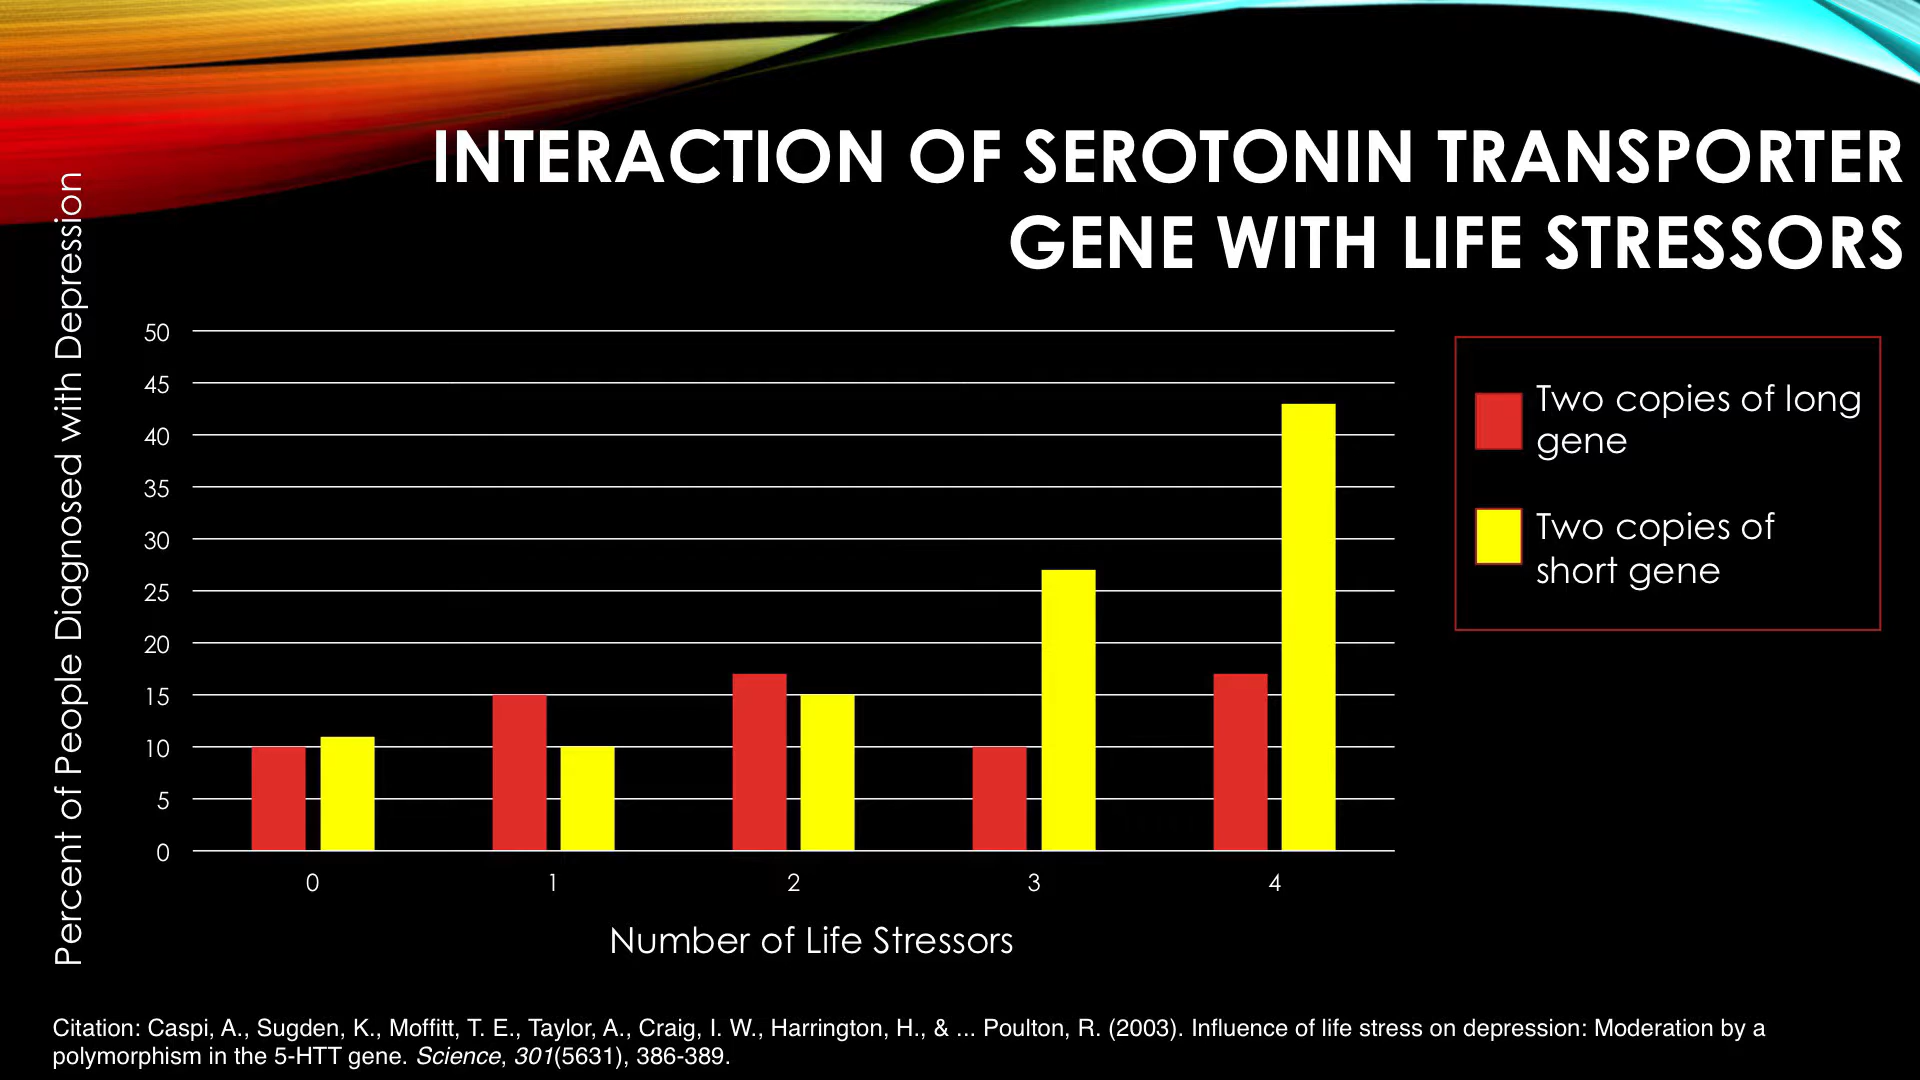 INTERACTION OF SEROTONIN TRANSPORTER
GENE WITH LIFE STRESSORS
Percent of People Diagnosed with Depression
50
45
40
35
30
25
20
15
10
5
0
0
1
2
3
4
Number of Life Stressors
Two copies of long
gene
Two copies of
short gene
Citation: Caspi, A., Sugden, K., Moffitt, T. E., Taylor, A., Craig, I. W., Harrington, H., & ... Poulton, R. (2003). Influence of life stress on depression: Moderation by a
polymorphism in the 5-HTT gene. Science, 301(5631), 386-389.